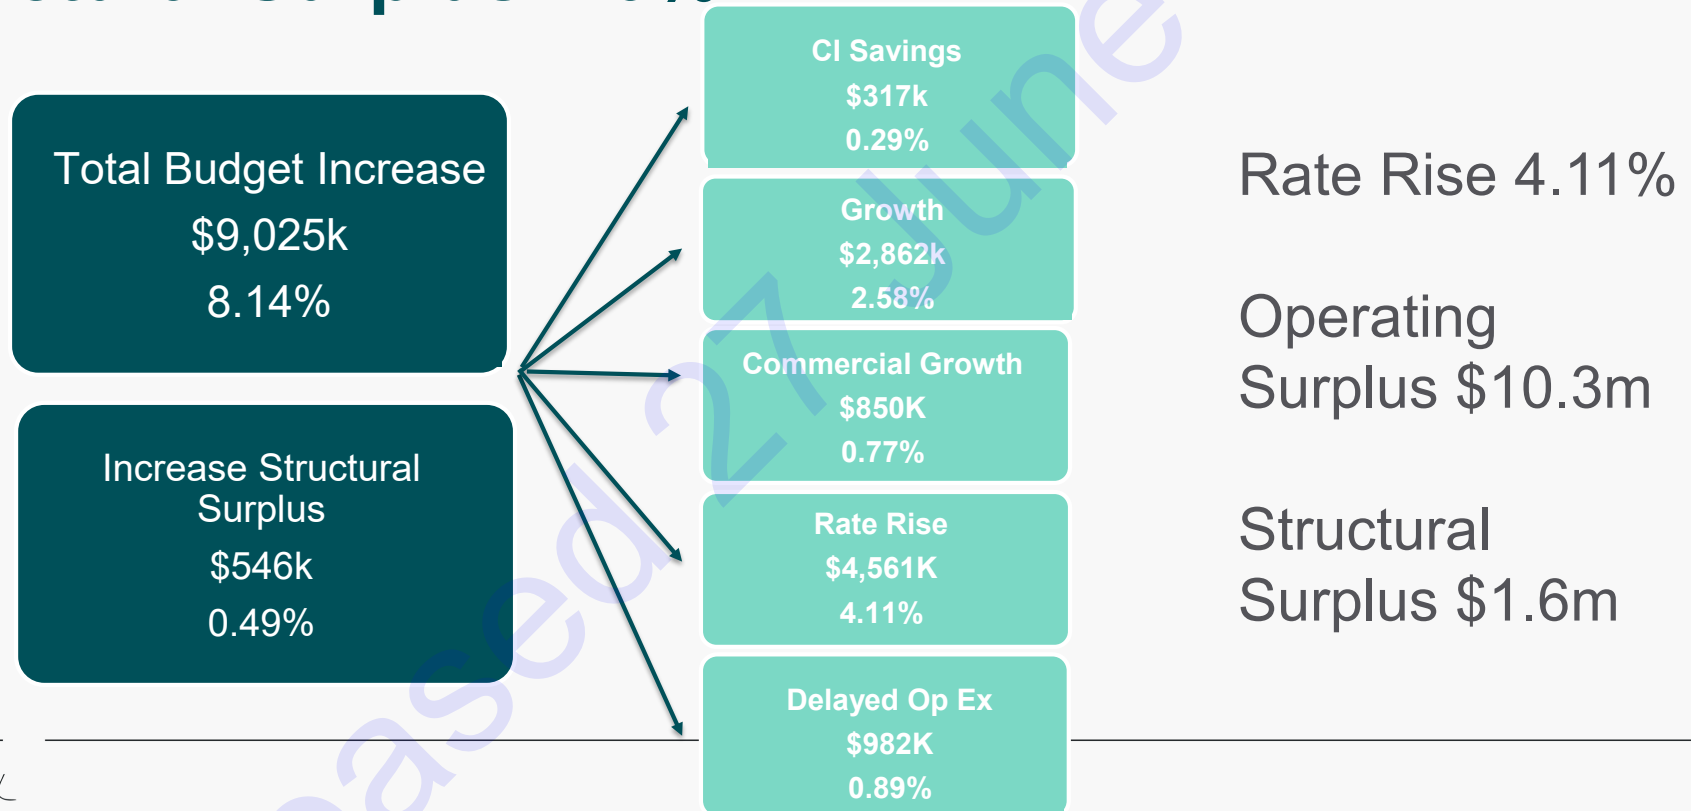 Total Budget Increase
$9,025k
8.14%
Increase Structural
Surplus
$546k
0.49%
CI Savings
$317k
0.29%
Growth
$2,862k
2.58%
Commercial Growth
$850K
0.77%
Rate Rise
$4,561K
4.11%
Delayed Op Ex
$982K
0.89%
Rate Rise 4.11%
Operating
Surplus $10.3m
Structural
Surplus $1.6m
27 June